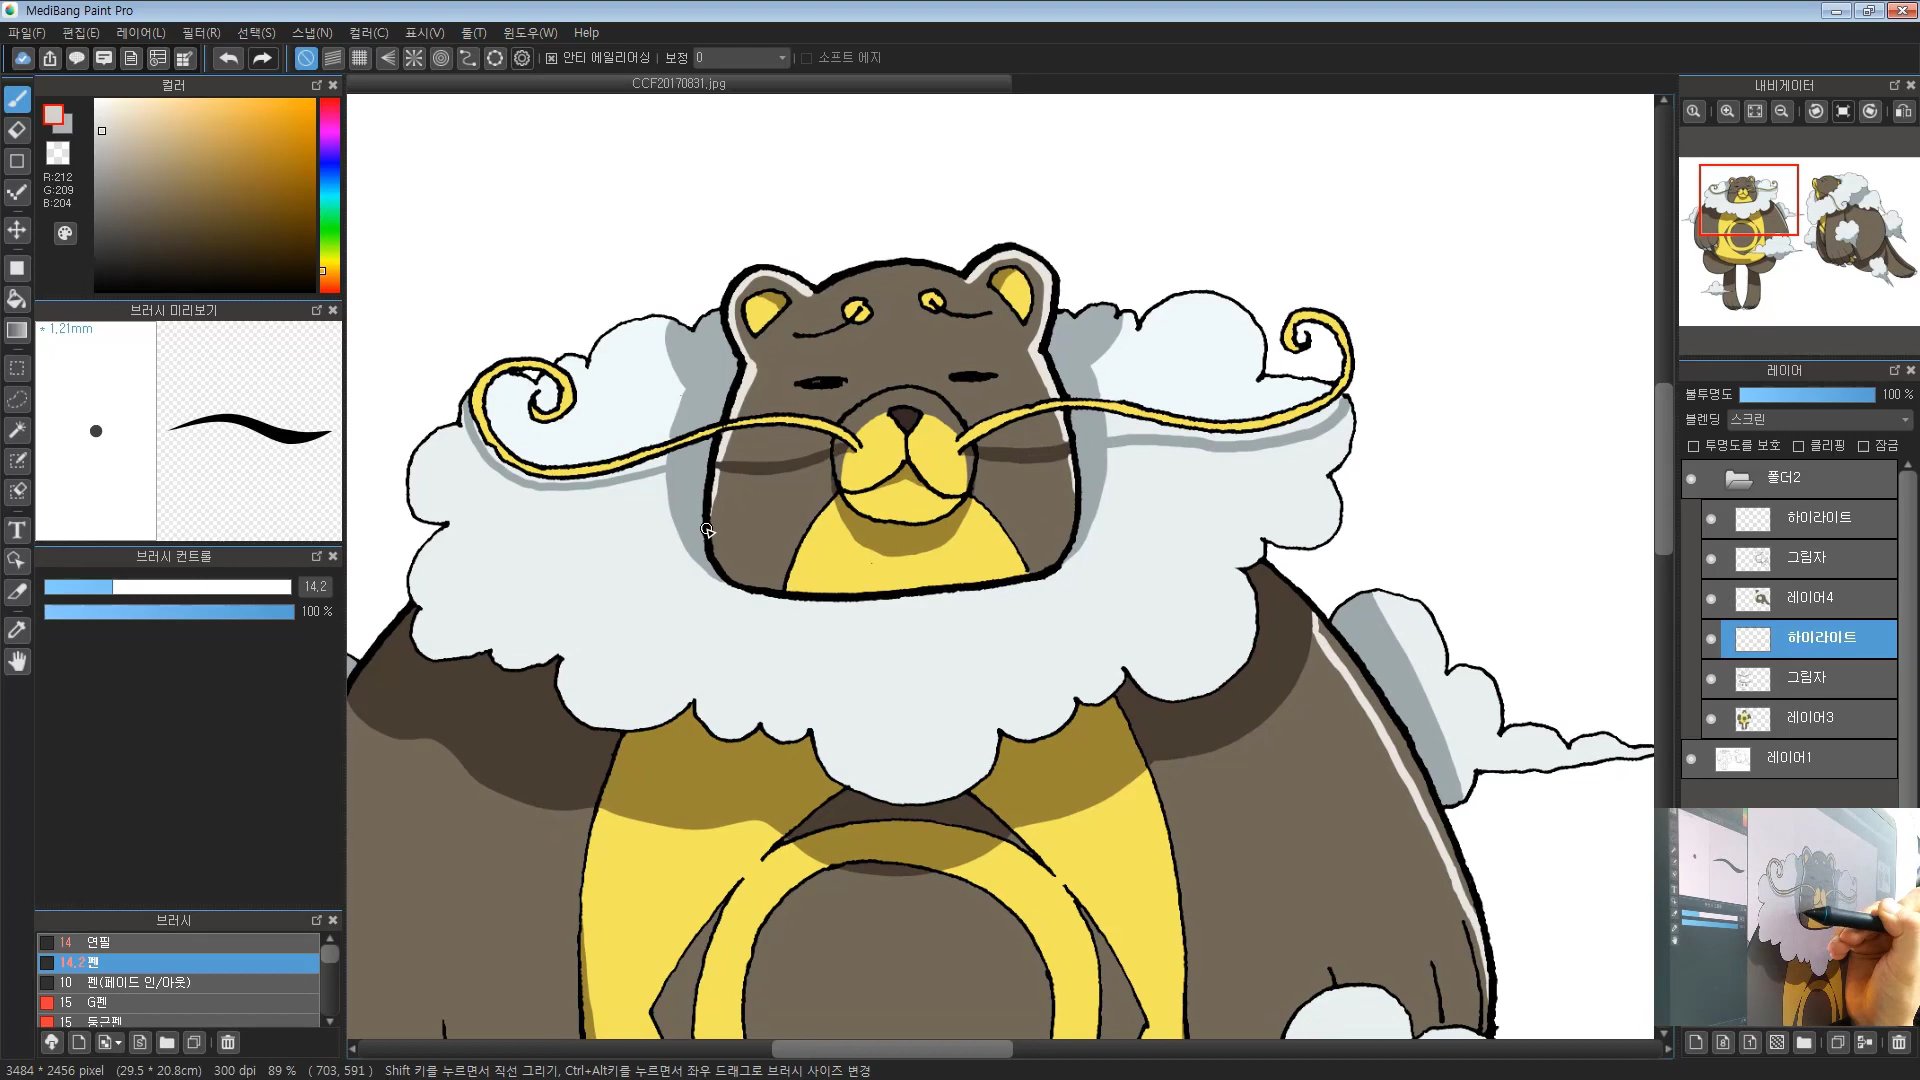 MediBang Paint Pro
파일(F) 편집(E) 레이어(L) 필터(R) 선택(S) 스냅(N) 컬러(C) 표시(V) 툴(T) 윈도우(W) Help
안티 에일리어싱 보정 0 소프트 에지
컬러
CCF20170831.jpg
내비게이터
R:212
G:209
B:204
브러시 미리보기
* 1.21mm
레이어
불투명도 100 %
블렌딩 스크린
투명도를 보호 클리핑 잠금
폴더2
하이라이트
그림자
레이어4
하이라이트
그림자
레이어3
레이어1
브러시 컨트롤
14.2
100 %
브러시
14 연필
14.2 펜
10 펜(페이드 인/아웃)
15 G펜
15 둥근펜
3484 * 2456 pixel (29.5 * 20.8cm) 300 dpi 89 % ( 703, 591 ) Shift 키를 누르면서 직선 그리기, Ctrl+Alt키를 누르면서 좌우 드래그로 브러시 사이즈 변경